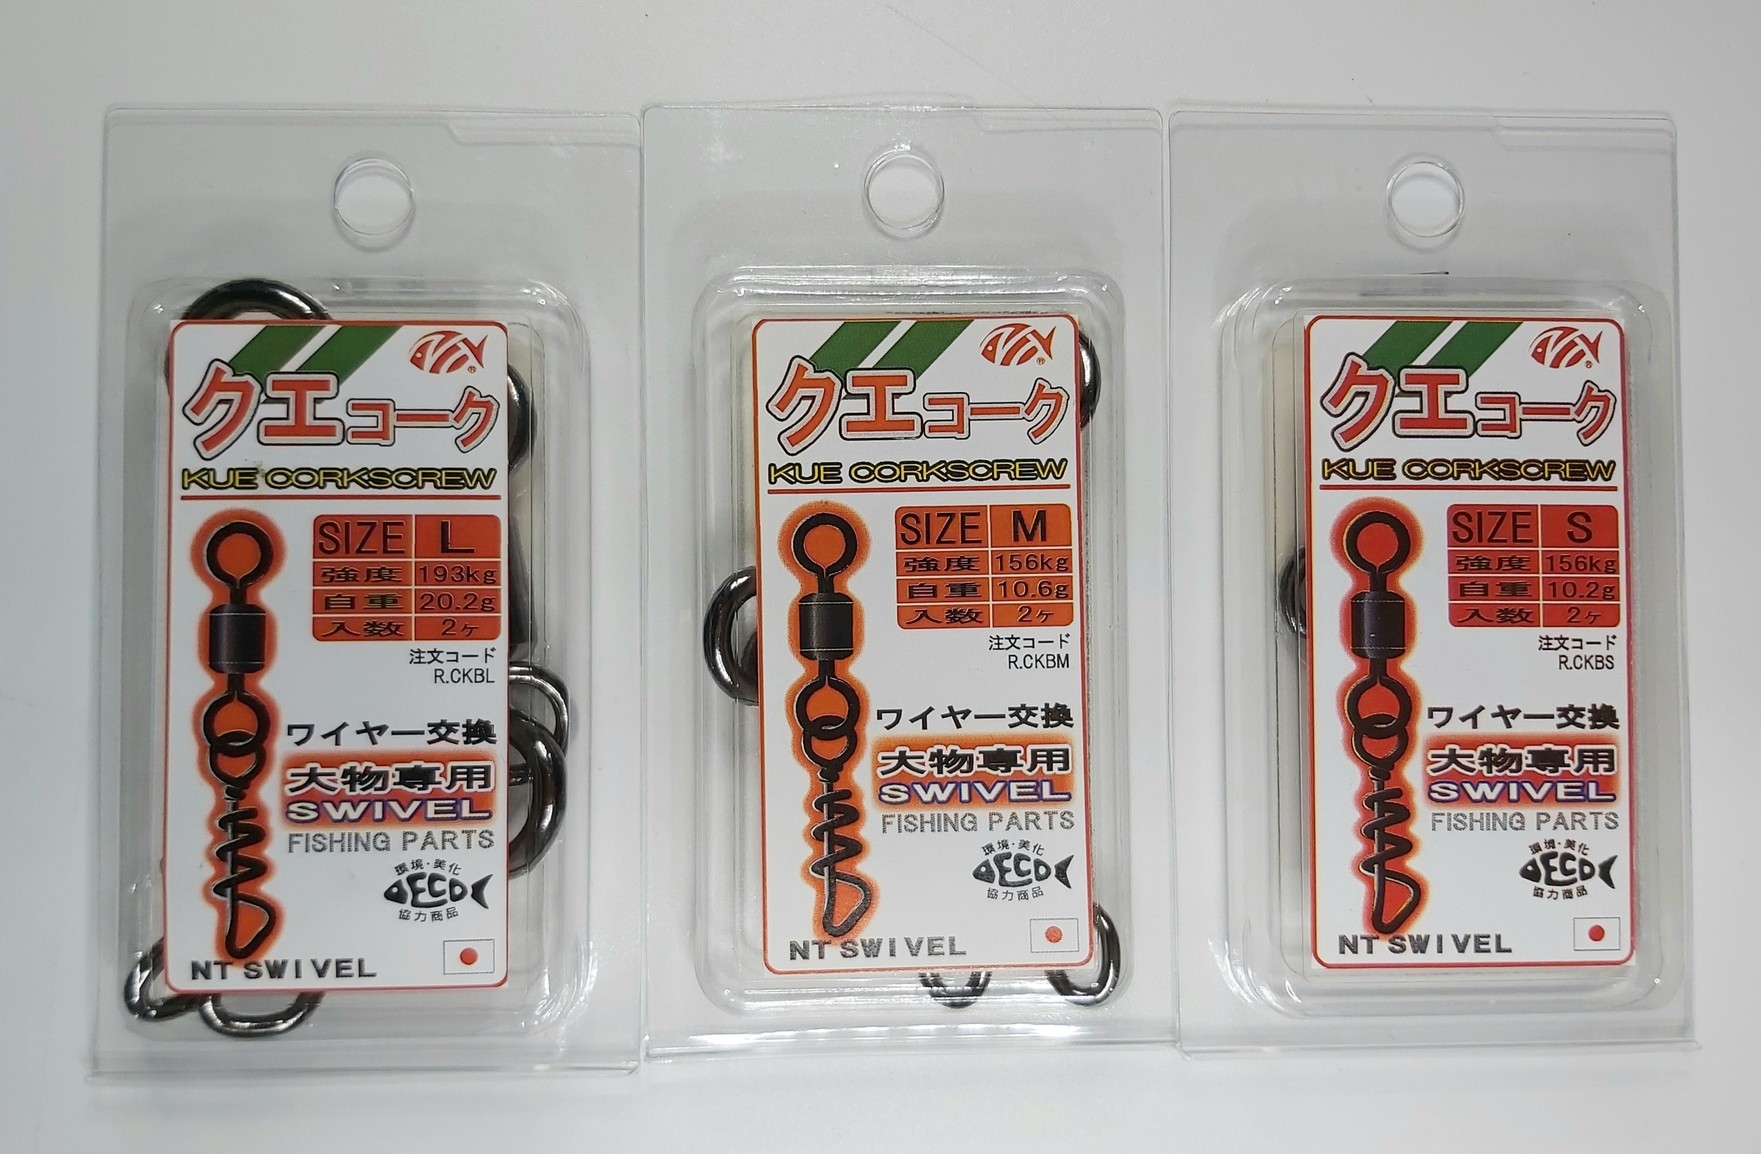 クエコーク
KUE CORKSCREW
SIZE L
強度 193kg
自重 20.2g
入数 2ヶ
注文コード
R.CKBL
ワイヤー交換
大物専用
SWIVEL
FISHING PARTS
環境・美化
ECO
協力商品
NT SWIVEL
クエコーク
KUE CORKSCREW
SIZE M
強度 156kg
自重 10.6g
入数 2ヶ
注文コード
R.CKBM
ワイヤー交換
大物専用
SWIVEL
FISHING PARTS
環境・美化
ECO
協力商品
NT SWIVEL
クエコーク
KUE CORKSCREW
SIZE S
強度 156kg
自重 10.2g
入数 2ヶ
注文コード
R.CKBS
ワイヤー交換
大物専用
SWIVEL
FISHING PARTS
環境・美化
ECO
協力商品
NT SWIVEL